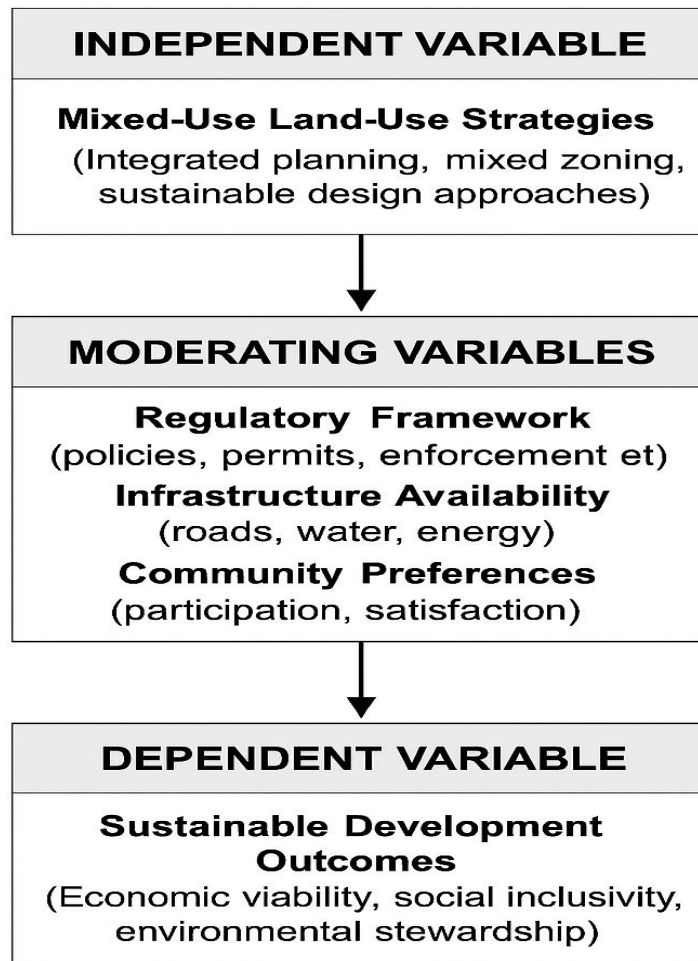 INDEPENDENT VARIABLE
Mixed-Use Land-Use Strategies
(Integrated planning, mixed zoning,
sustainable design approaches)
MODERATING VARIABLES
Regulatory Framework
(policies, permits, enforcement et)
Infrastructure Availability
(roads, water, energy)
Community Preferences
(participation, satisfaction)
DEPENDENT VARIABLE
Sustainable Development
Outcomes
(Economic viability, social inclusivity,
environmental stewardship)